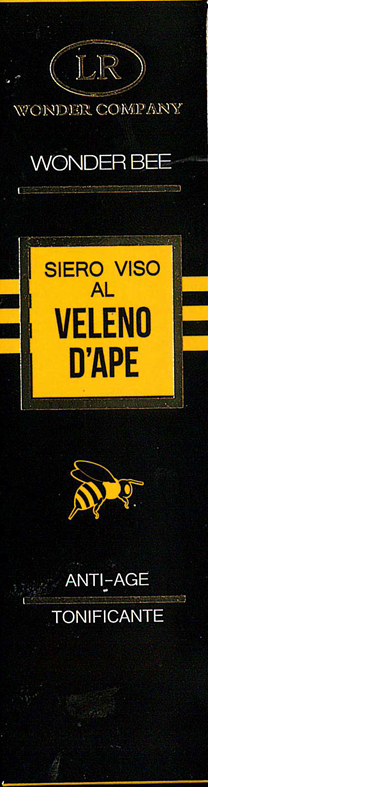 LR
WONDER COMPANY
WONDER BEE
SIERO VISO
AL
VELENO
D'APE
ANTI-AGE
TONIFICANTE